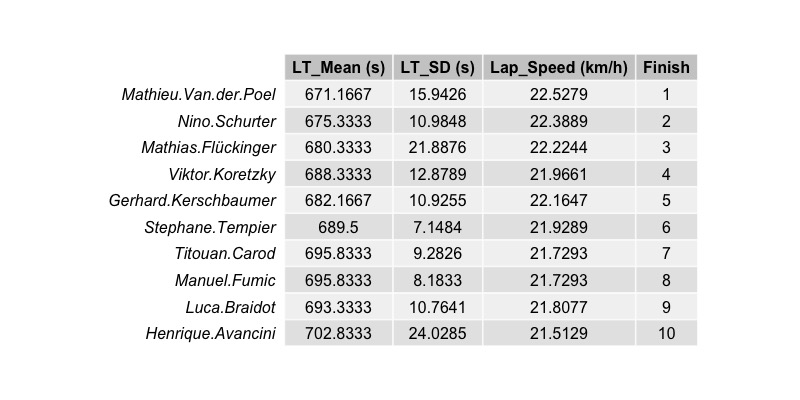 LT_Mean (s) LT_SD (s) Lap_Speed (km/h) Finish
Mathieu.Van.der.Poel 671.1667 15.9426 22.5279 1
Nino.Schurter 675.3333 10.9848 22.3889 2
Mathias.Flückinger 680.3333 21.8876 22.2244 3
Viktor.Koretzky 688.3333 12.8789 21.9661 4
Gerhard.Kerschbaumer 682.1667 10.9255 22.1647 5
Stephane.Tempier 689.5 7.1484 21.9289 6
Titouan.Carod 695.8333 9.2826 21.7293 7
Manuel.Fumic 695.8333 8.1833 21.7293 8
Luca.Braidot 693.3333 10.7641 21.8077 9
Henrique.Avancini 702.8333 24.0285 21.5129 10